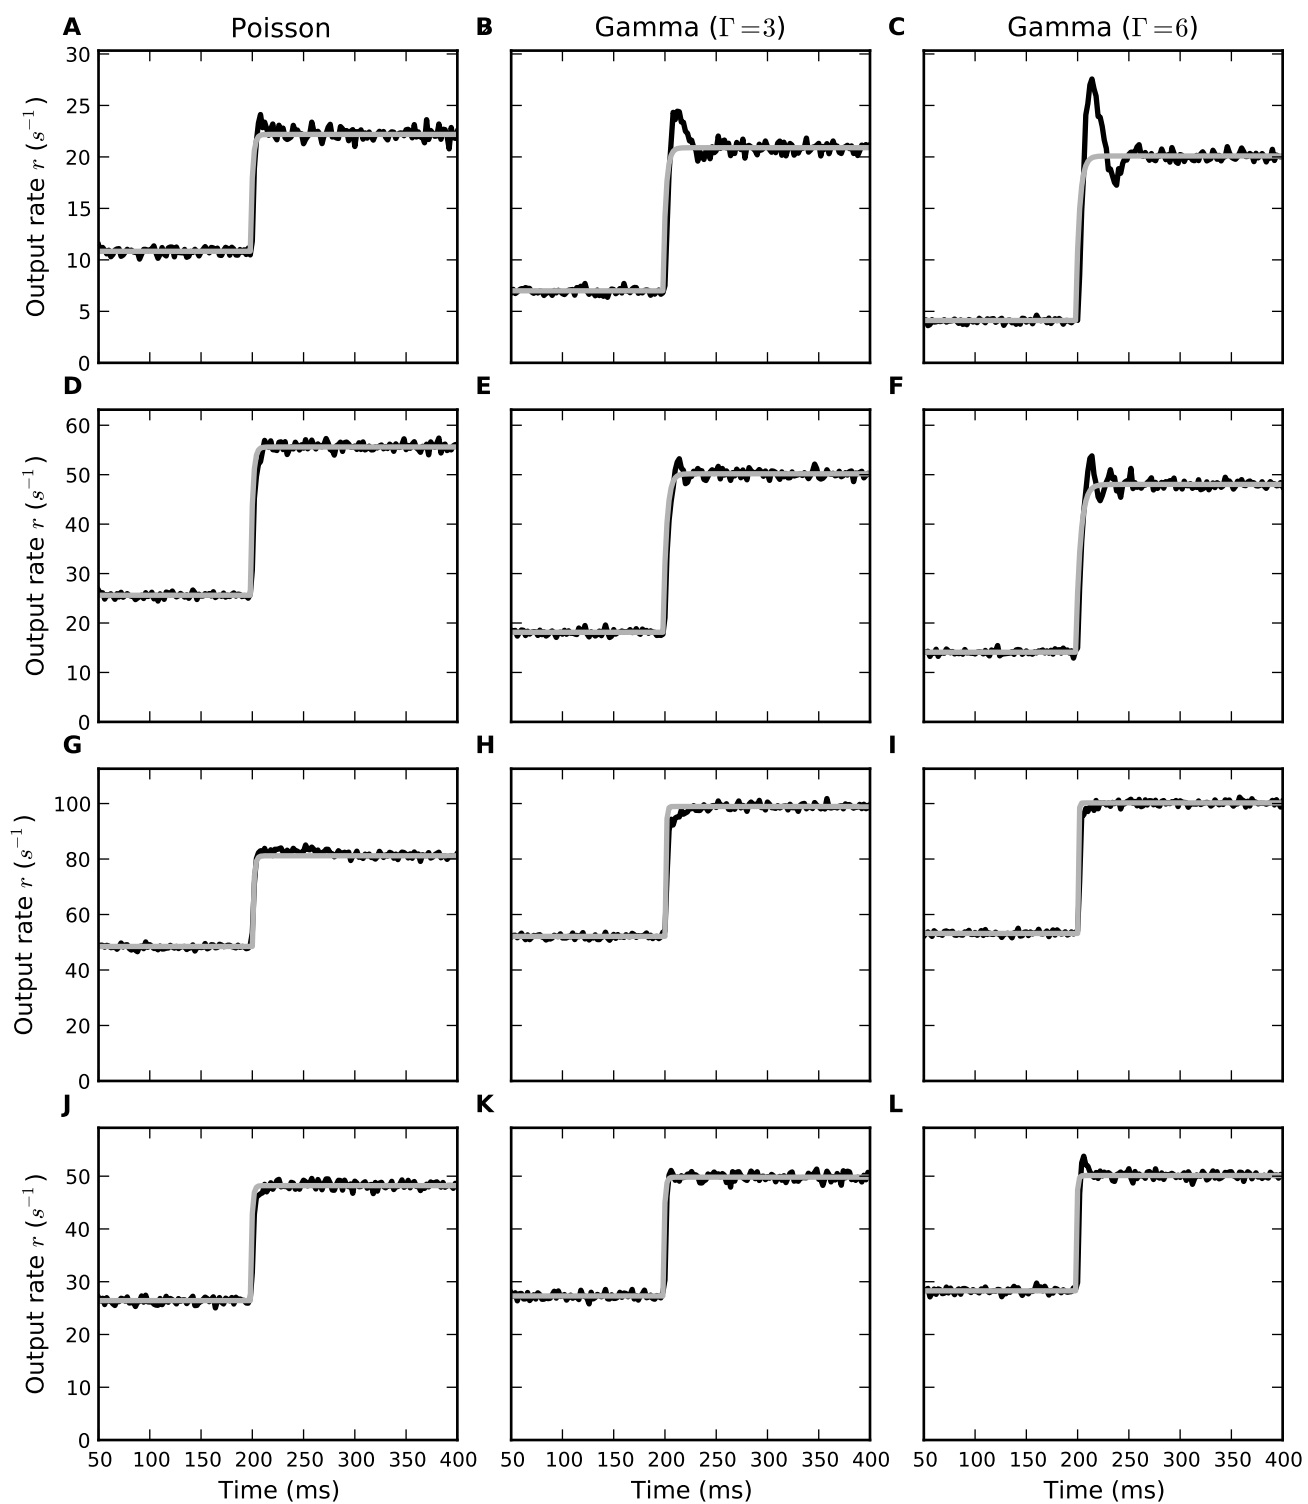 A Poisson B Gamma (Γ = 3) C Gamma (Γ = 6)
30
25
20
15
10
5
0
Output rate r (s⁻¹)
D E F
60
50
40
30
20
10
0
Output rate r (s⁻¹)
G H I
100
80
60
40
20
0
Output rate r (s⁻¹)
J K L
50
40
30
20
10
0
Output rate r (s⁻¹)
50 100 150 200 250 300 350 400 50 100 150 200 250 300 350 400 50 100 150 200 250 300 350 400
Time (ms) Time (ms) Time (ms)